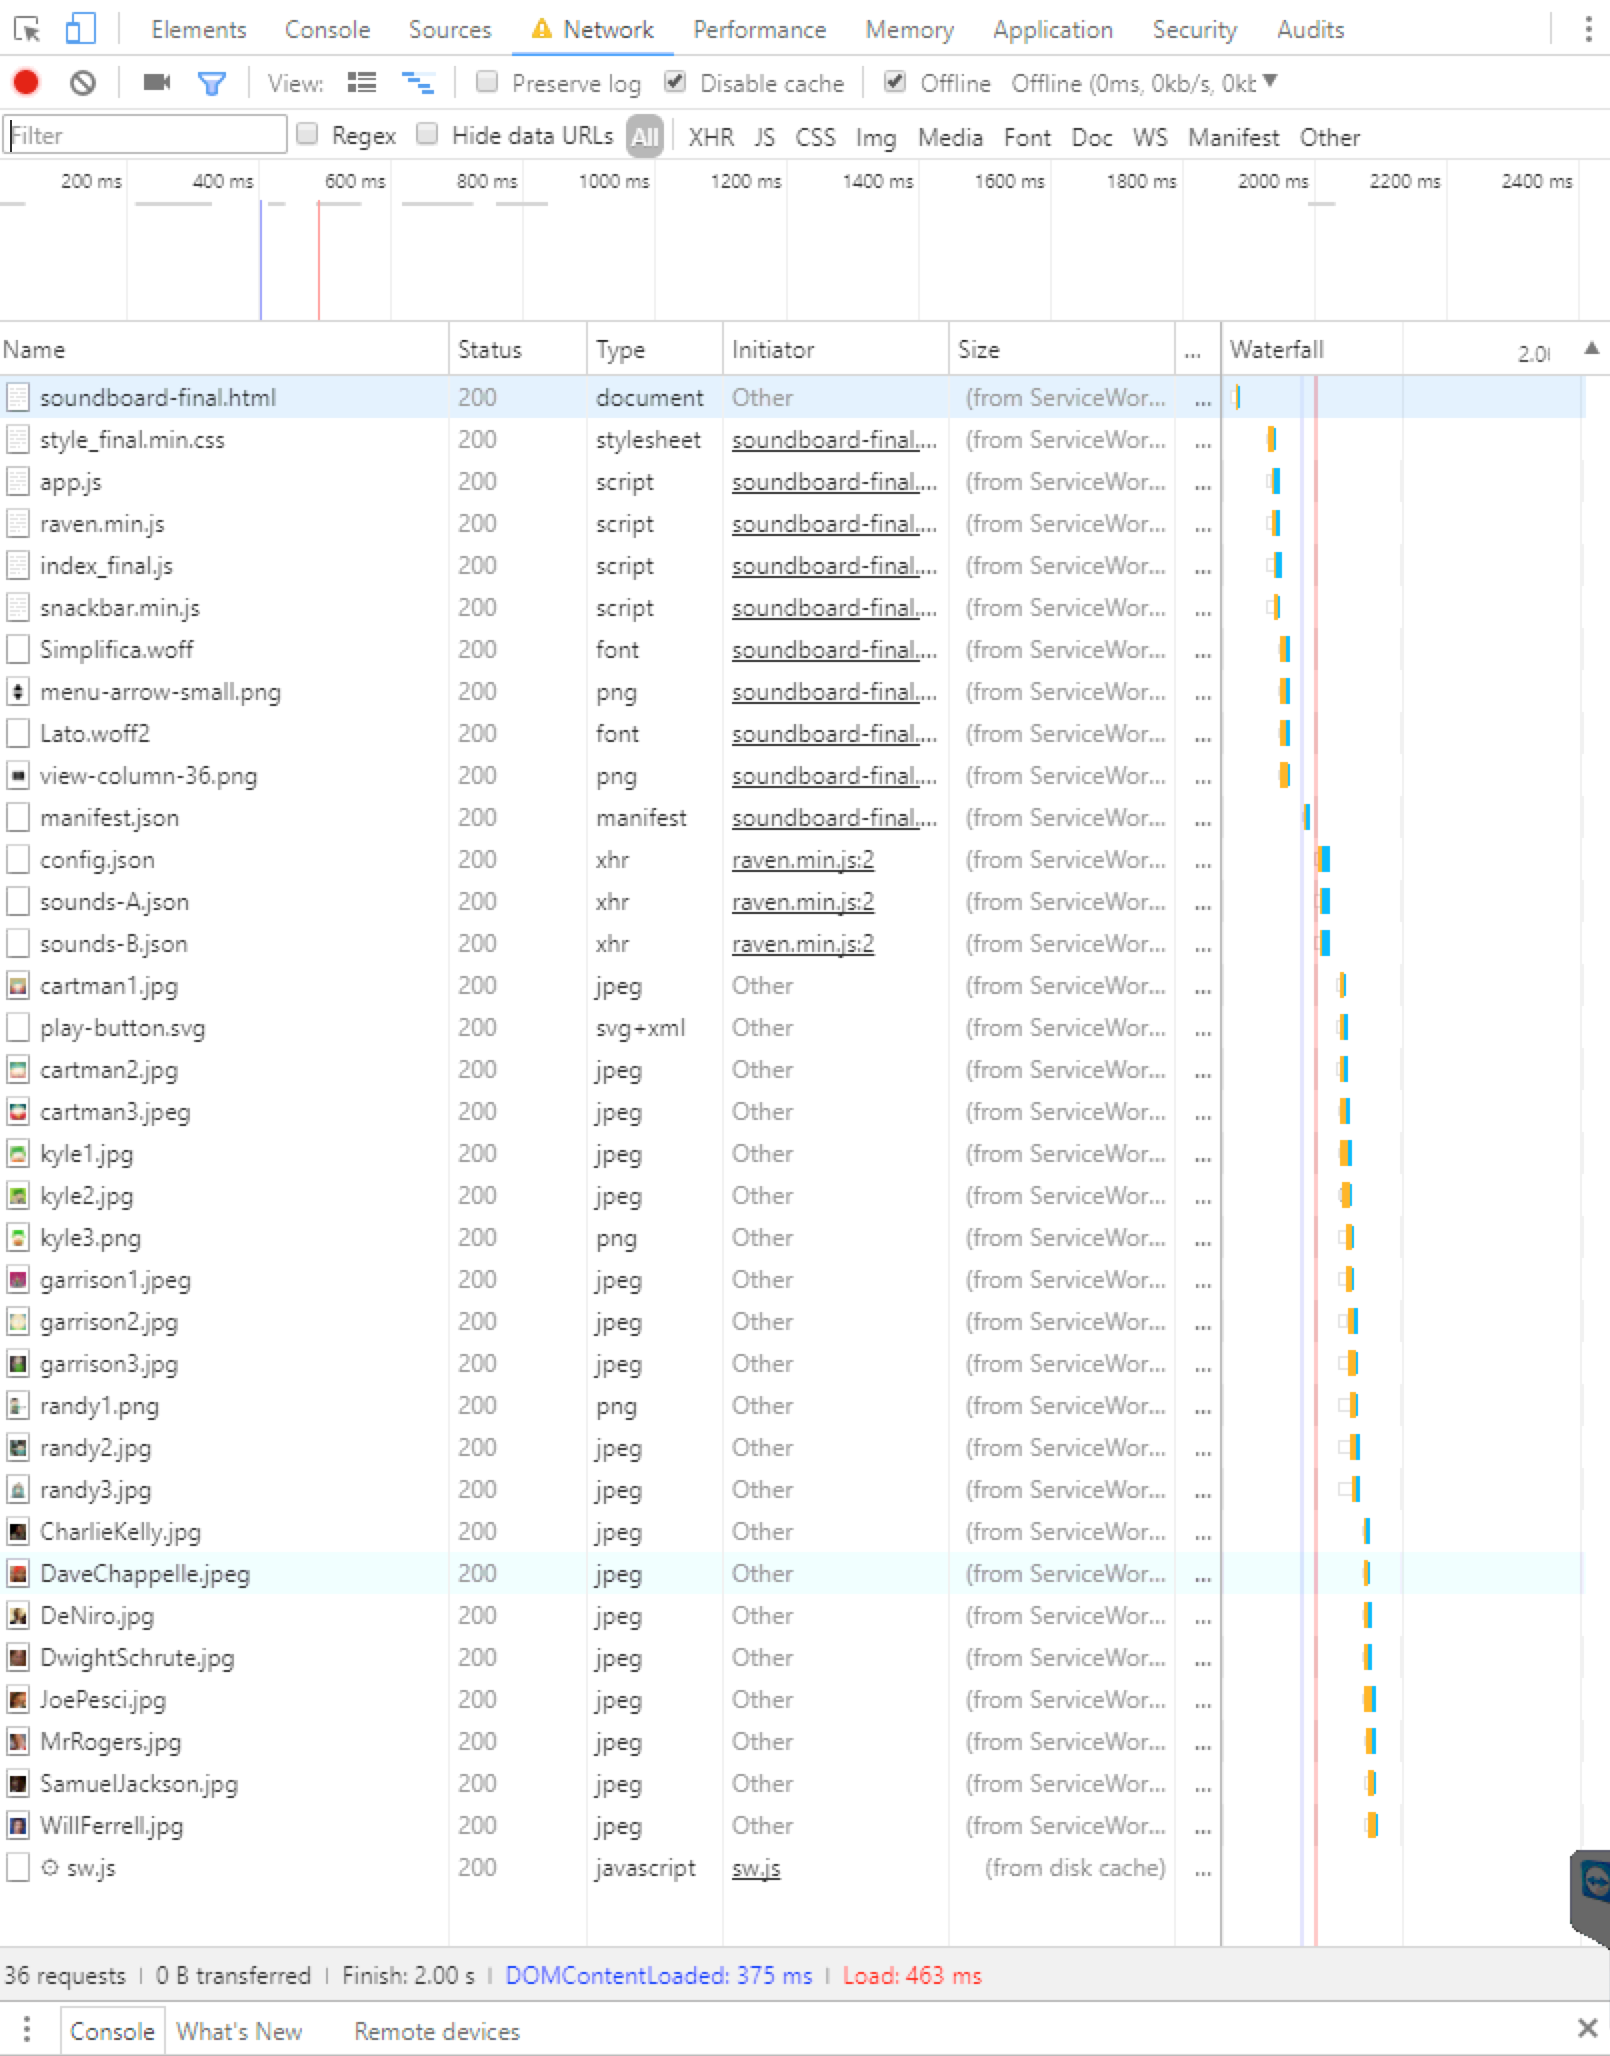 Elements Console Sources Network Performance Memory Application Security Audits
View: Preserve log Disable cache Offline Offline (0ms, 0kb/s, 0kt
Filter Regex Hide data URLs All XHR JS CSS Img Media Font Doc WS Manifest Other
200 ms 400 ms 600 ms 800 ms 1000 ms 1200 ms 1400 ms 1600 ms 1800 ms 2000 ms 2200 ms 2400 ms
Name Status Type Initiator Size ... Waterfall 2.0
soundboard-final.html 200 document Other (from ServiceWor... ...
style_final.min.css 200 stylesheet soundboard-final.... (from ServiceWor... ...
app.js 200 script soundboard-final.... (from ServiceWor... ...
raven.min.js 200 script soundboard-final.... (from ServiceWor... ...
index_final.js 200 script soundboard-final.... (from ServiceWor... ...
snackbar.min.js 200 script soundboard-final.... (from ServiceWor... ...
Simplifica.woff 200 font soundboard-final.... (from ServiceWor... ...
menu-arrow-small.png 200 png soundboard-final.... (from ServiceWor... ...
Lato.woff2 200 font soundboard-final.... (from ServiceWor... ...
view-column-36.png 200 png soundboard-final.... (from ServiceWor... ...
manifest.json 200 manifest soundboard-final.... (from ServiceWor... ...
config.json 200 xhr raven.min.js:2 (from ServiceWor... ...
sounds-A.json 200 xhr raven.min.js:2 (from ServiceWor... ...
sounds-B.json 200 xhr raven.min.js:2 (from ServiceWor... ...
cartman1.jpg 200 jpeg Other (from ServiceWor... ...
play-button.svg 200 svg+xml Other (from ServiceWor... ...
cartman2.jpg 200 jpeg Other (from ServiceWor... ...
cartman3.jpeg 200 jpeg Other (from ServiceWor... ...
kyle1.jpg 200 jpeg Other (from ServiceWor... ...
kyle2.jpg 200 jpeg Other (from ServiceWor... ...
kyle3.png 200 png Other (from ServiceWor... ...
garrison1.jpeg 200 jpeg Other (from ServiceWor... ...
garrison2.jpg 200 jpeg Other (from ServiceWor... ...
garrison3.jpg 200 jpeg Other (from ServiceWor... ...
randy1.png 200 png Other (from ServiceWor... ...
randy2.jpg 200 jpeg Other (from ServiceWor... ...
randy3.jpg 200 jpeg Other (from ServiceWor... ...
CharlieKelly.jpg 200 jpeg Other (from ServiceWor... ...
DaveChappelle.jpeg 200 jpeg Other (from ServiceWor... ...
DeNiro.jpg 200 jpeg Other (from ServiceWor... ...
DwightSchrute.jpg 200 jpeg Other (from ServiceWor... ...
JoePesci.jpg 200 jpeg Other (from ServiceWor... ...
MrRogers.jpg 200 jpeg Other (from ServiceWor... ...
SamuelJackson.jpg 200 jpeg Other (from ServiceWor... ...
WillFerrell.jpg 200 jpeg Other (from ServiceWor... ...
sw.js 200 javascript sw.js (from disk cache) ...
36 requests | 0 B transferred | Finish: 2.00 s | DOMContentLoaded: 375 ms | Load: 463 ms
Console What's New Remote devices